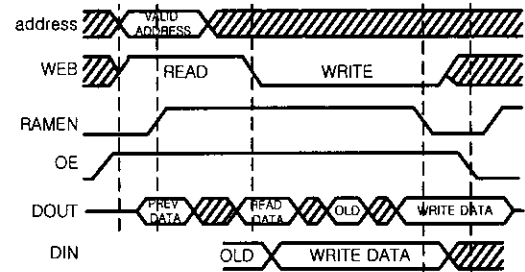 address
VALID
ADDRESS
WEB
READ
WRITE
RAMEN
OE
DOUT
PREV
DATA
READ
DATA
OLD
WRITE DATA
DIN
OLD
WRITE DATA